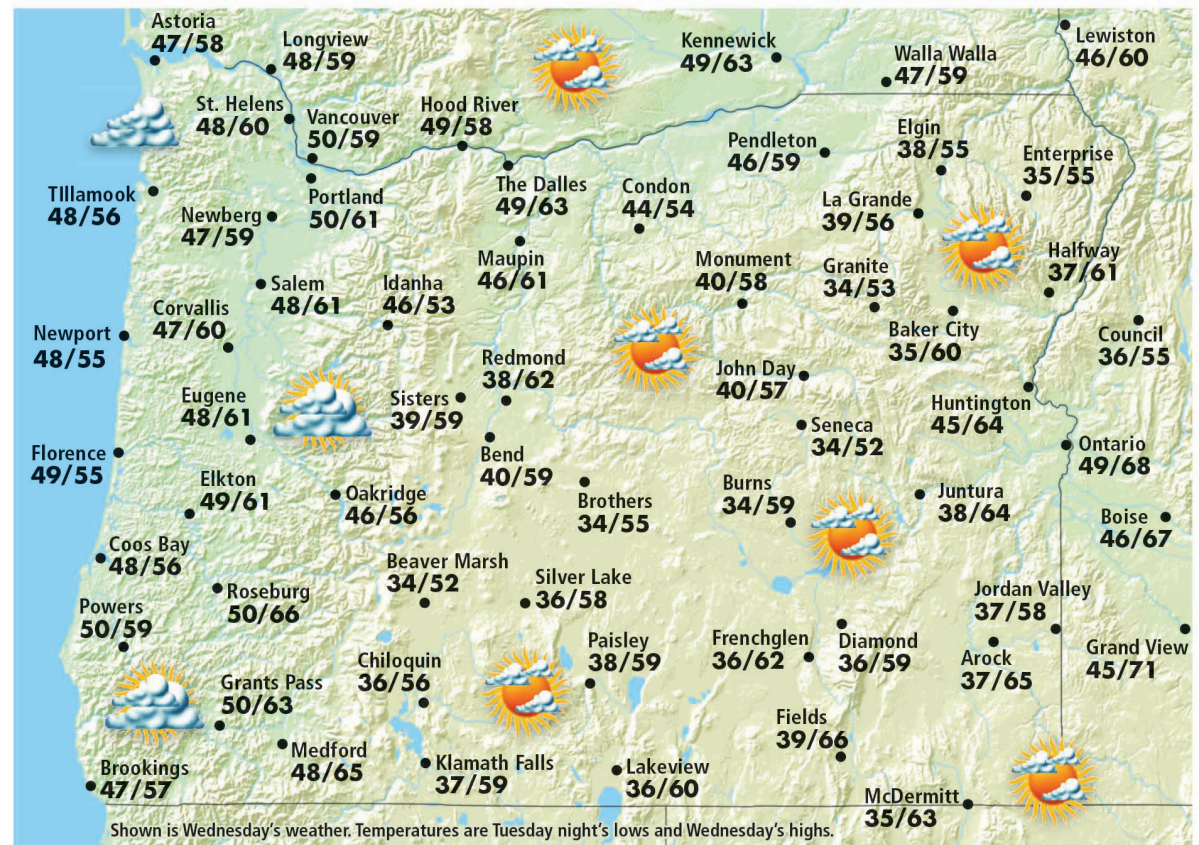 Astoria
47/58
Longview
48/59
Kennewick
49/63
Walla Walla
47/59
Lewiston
46/60
St. Helens
48/60
Vancouver
50/59
Hood River
49/58
Pendleton
46/59
Elgin
38/55
Enterprise
35/55
TIllamook
48/56
Portland
50/61
Newberg
47/59
The Dalles
49/63
Condon
44/54
La Grande
39/56
Maupin
46/61
Monument
40/58
Granite
34/53
Halfway
37/61
Salem
48/61
Idanha
46/53
Corvallis
47/60
Newport
48/55
Baker City
35/60
Council
36/55
Redmond
38/62
John Day
40/57
Eugene
48/61
Sisters
39/59
Huntington
45/64
Seneca
34/52
Florence
49/55
Bend
40/59
Ontario
49/68
Elkton
49/61
Oakridge
46/56
Brothers
34/55
Burns
34/59
Juntura
38/64
Boise
46/67
Coos Bay
48/56
Beaver Marsh
34/52
Silver Lake
36/58
Roseburg
50/66
Jordan Valley
37/58
Powers
50/59
Paisley
38/59
Frenchglen
36/62
Diamond
36/59
Arock
37/65
Grand View
45/71
Chiloquin
36/56
Grants Pass
50/63
Fields
39/66
Medford
48/65
Klamath Falls
37/59
Lakeview
36/60
Brookings
47/57
McDermitt
35/63
Shown is Wednesday's weather. Temperatures are Tuesday night's lows and Wednesday's highs.